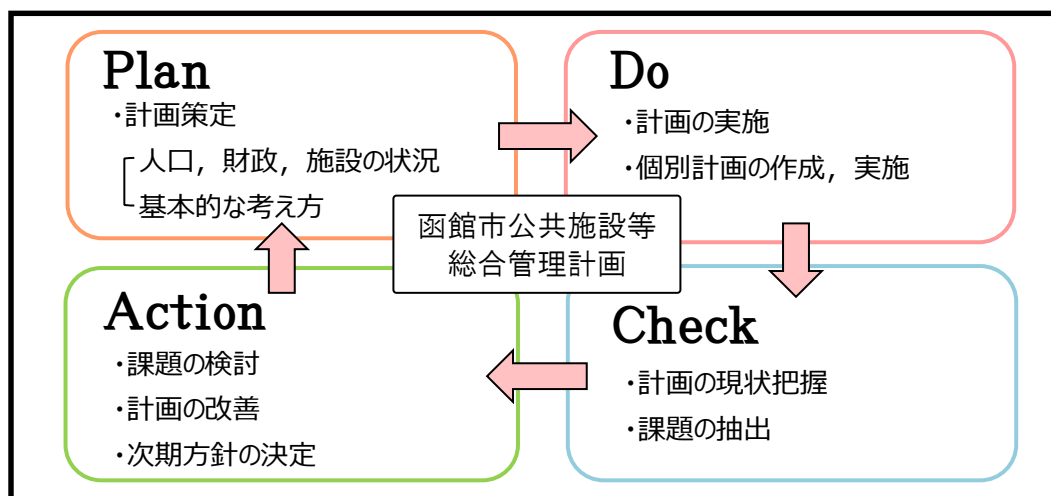 Plan
・計画策定
人口，財政，施設の状況
基本的な考え方
Do
・計画の実施
・個別計画の作成，実施
函館市公共施設等
総合管理計画
Action
・課題の検討
・計画の改善
・次期方針の決定
Check
・計画の現状把握
・課題の抽出